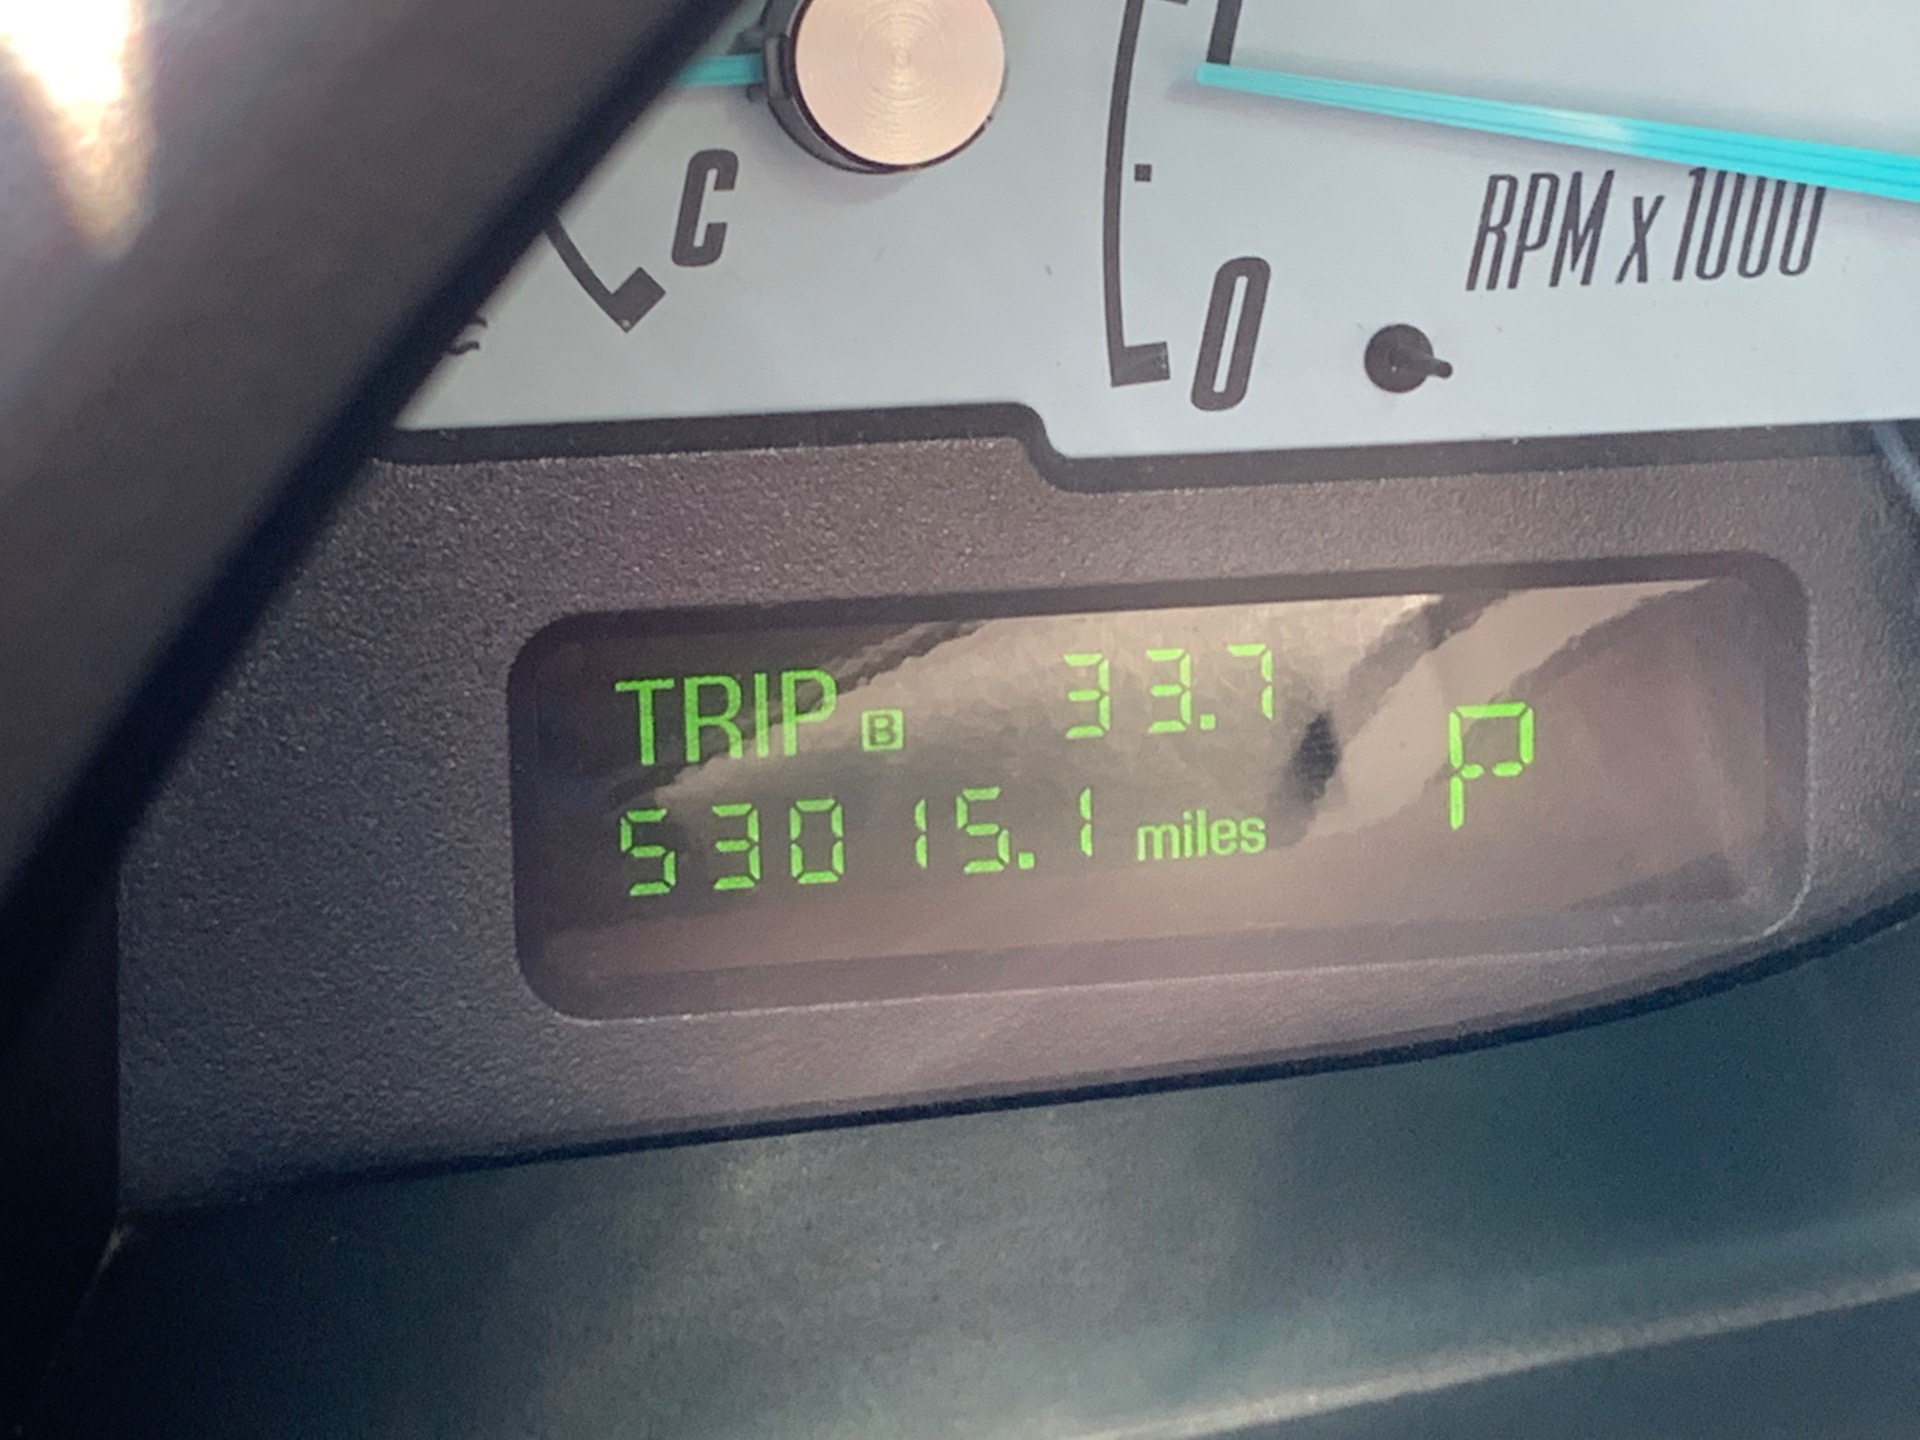 C
0
RPM x 1000
TRIP B 33.7
53015.1 miles
P